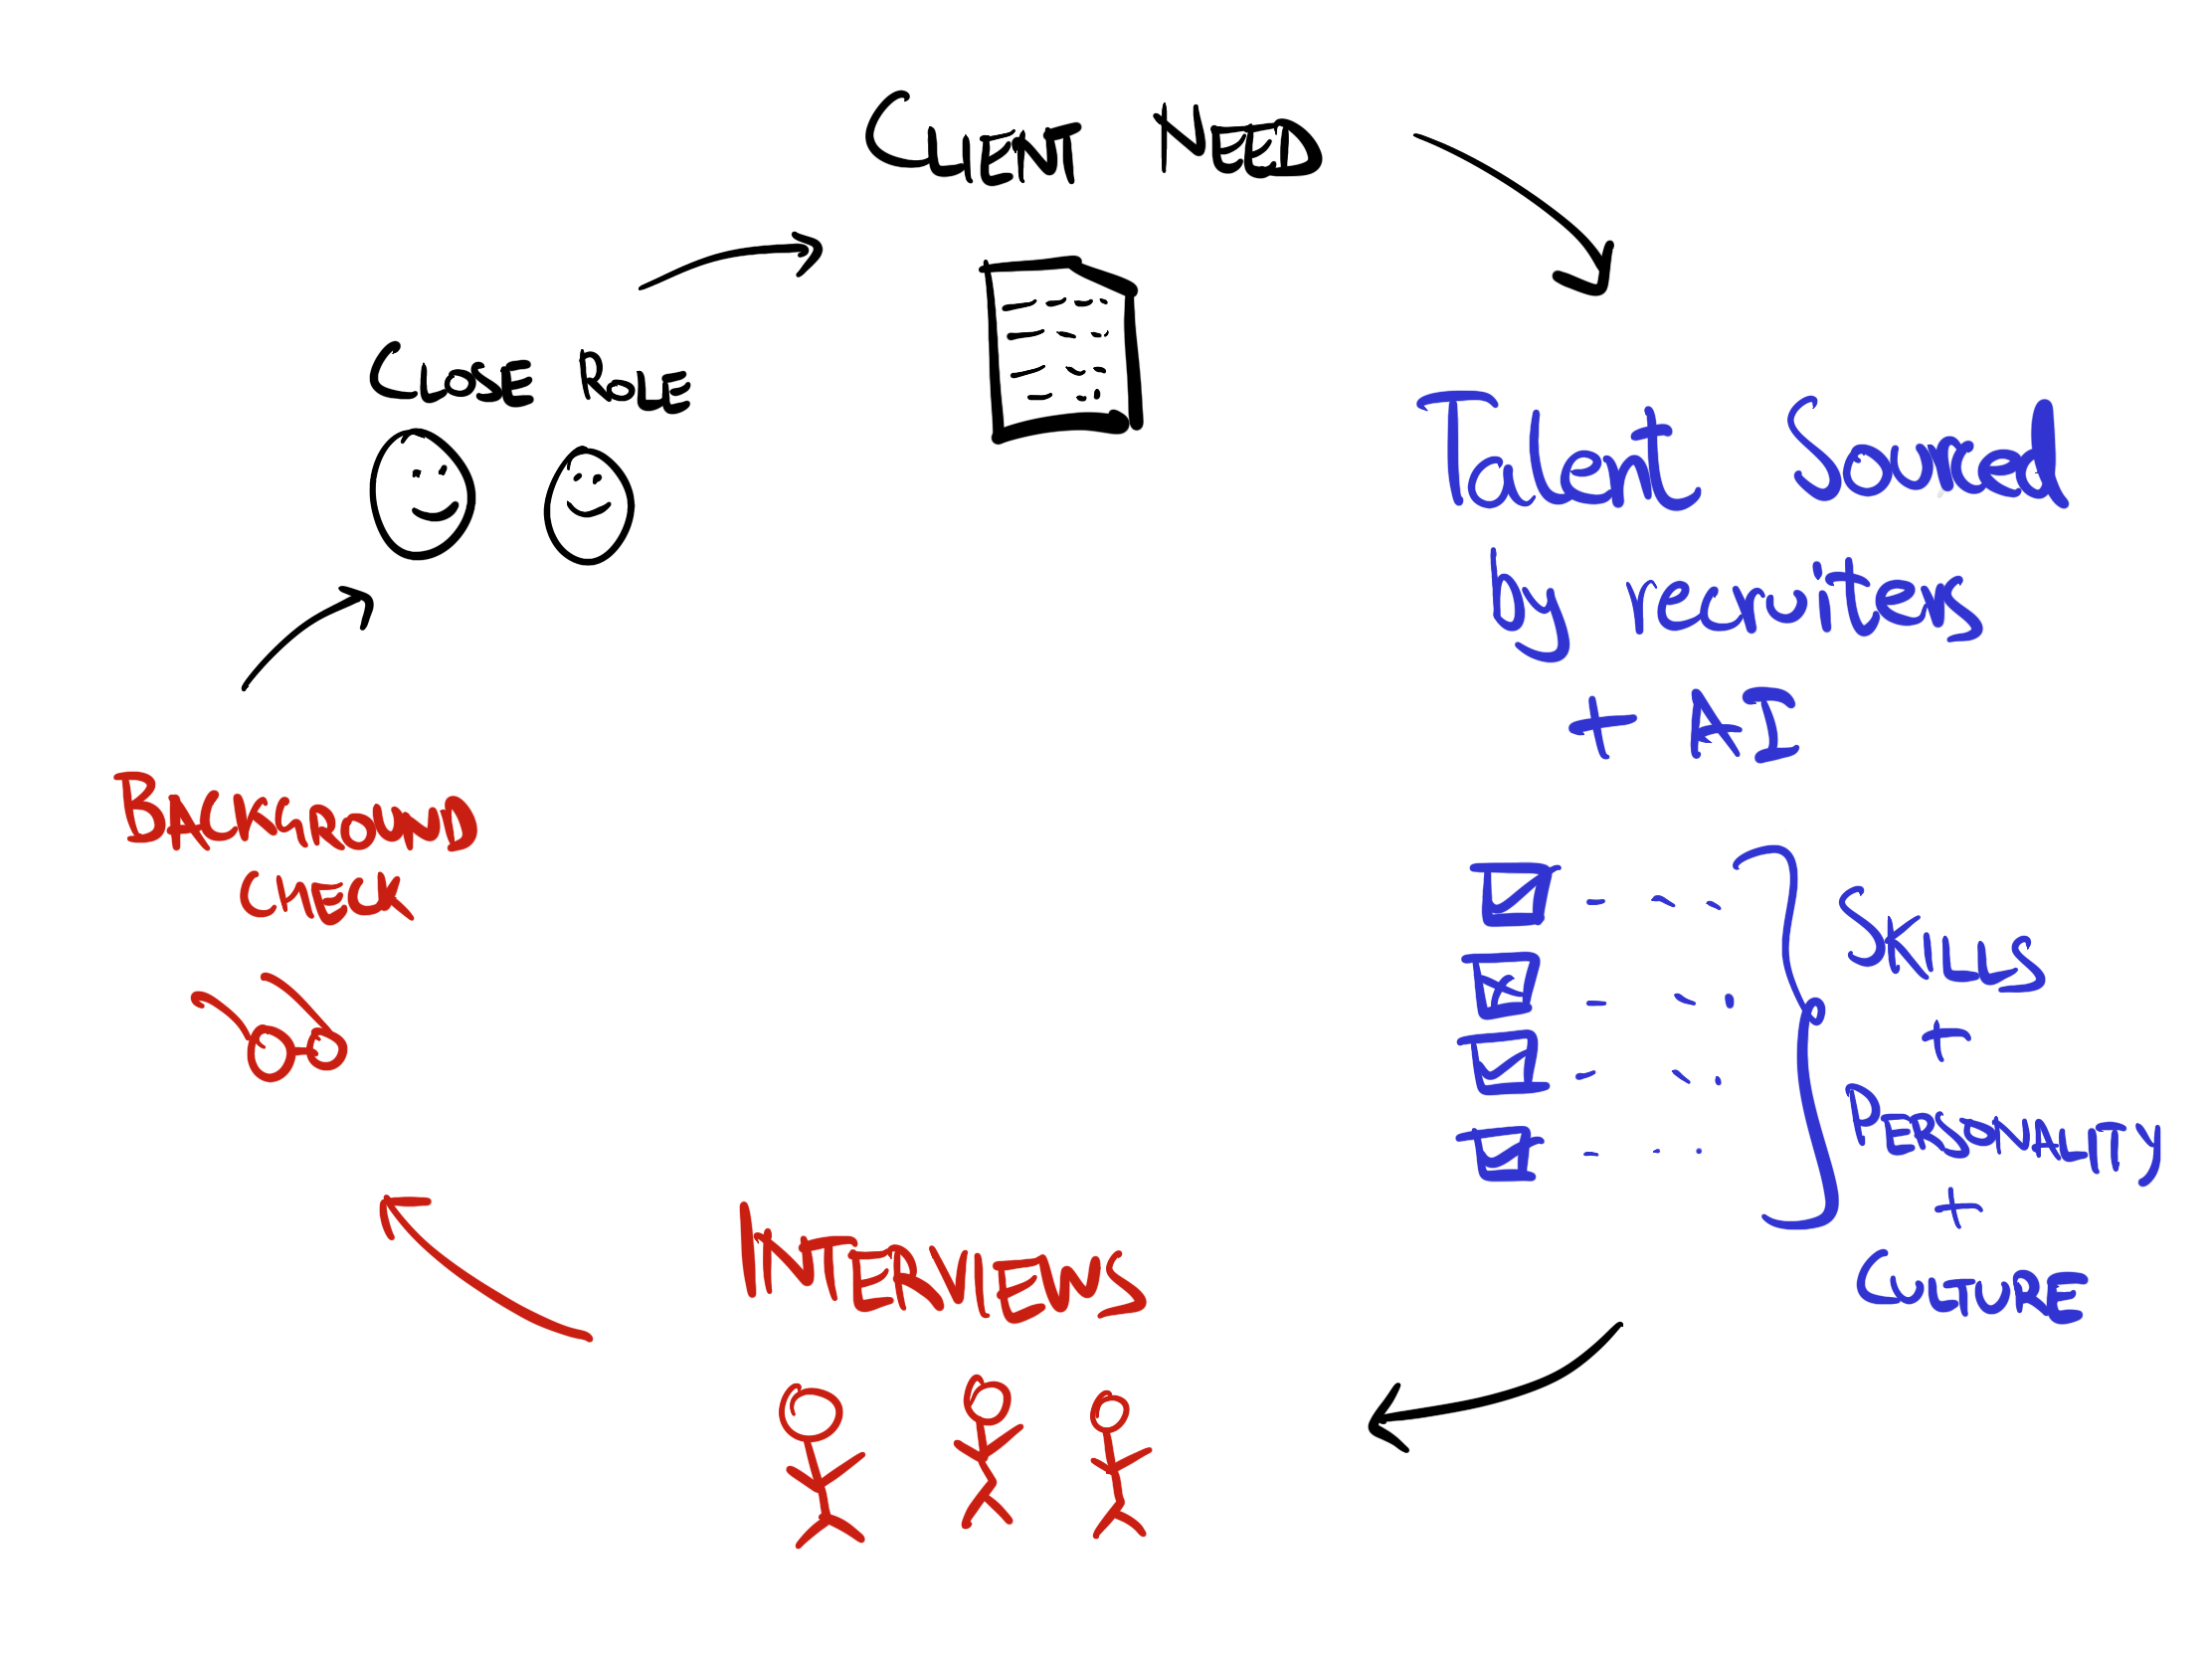 CLIENT NEED
Talent Sourced
by recruiters
+ AI
SKILLS
+
PERSONALITY
+
CULTURE
INTERVIEWS
BACKGROUND
CHECK
CLOSE ROLE